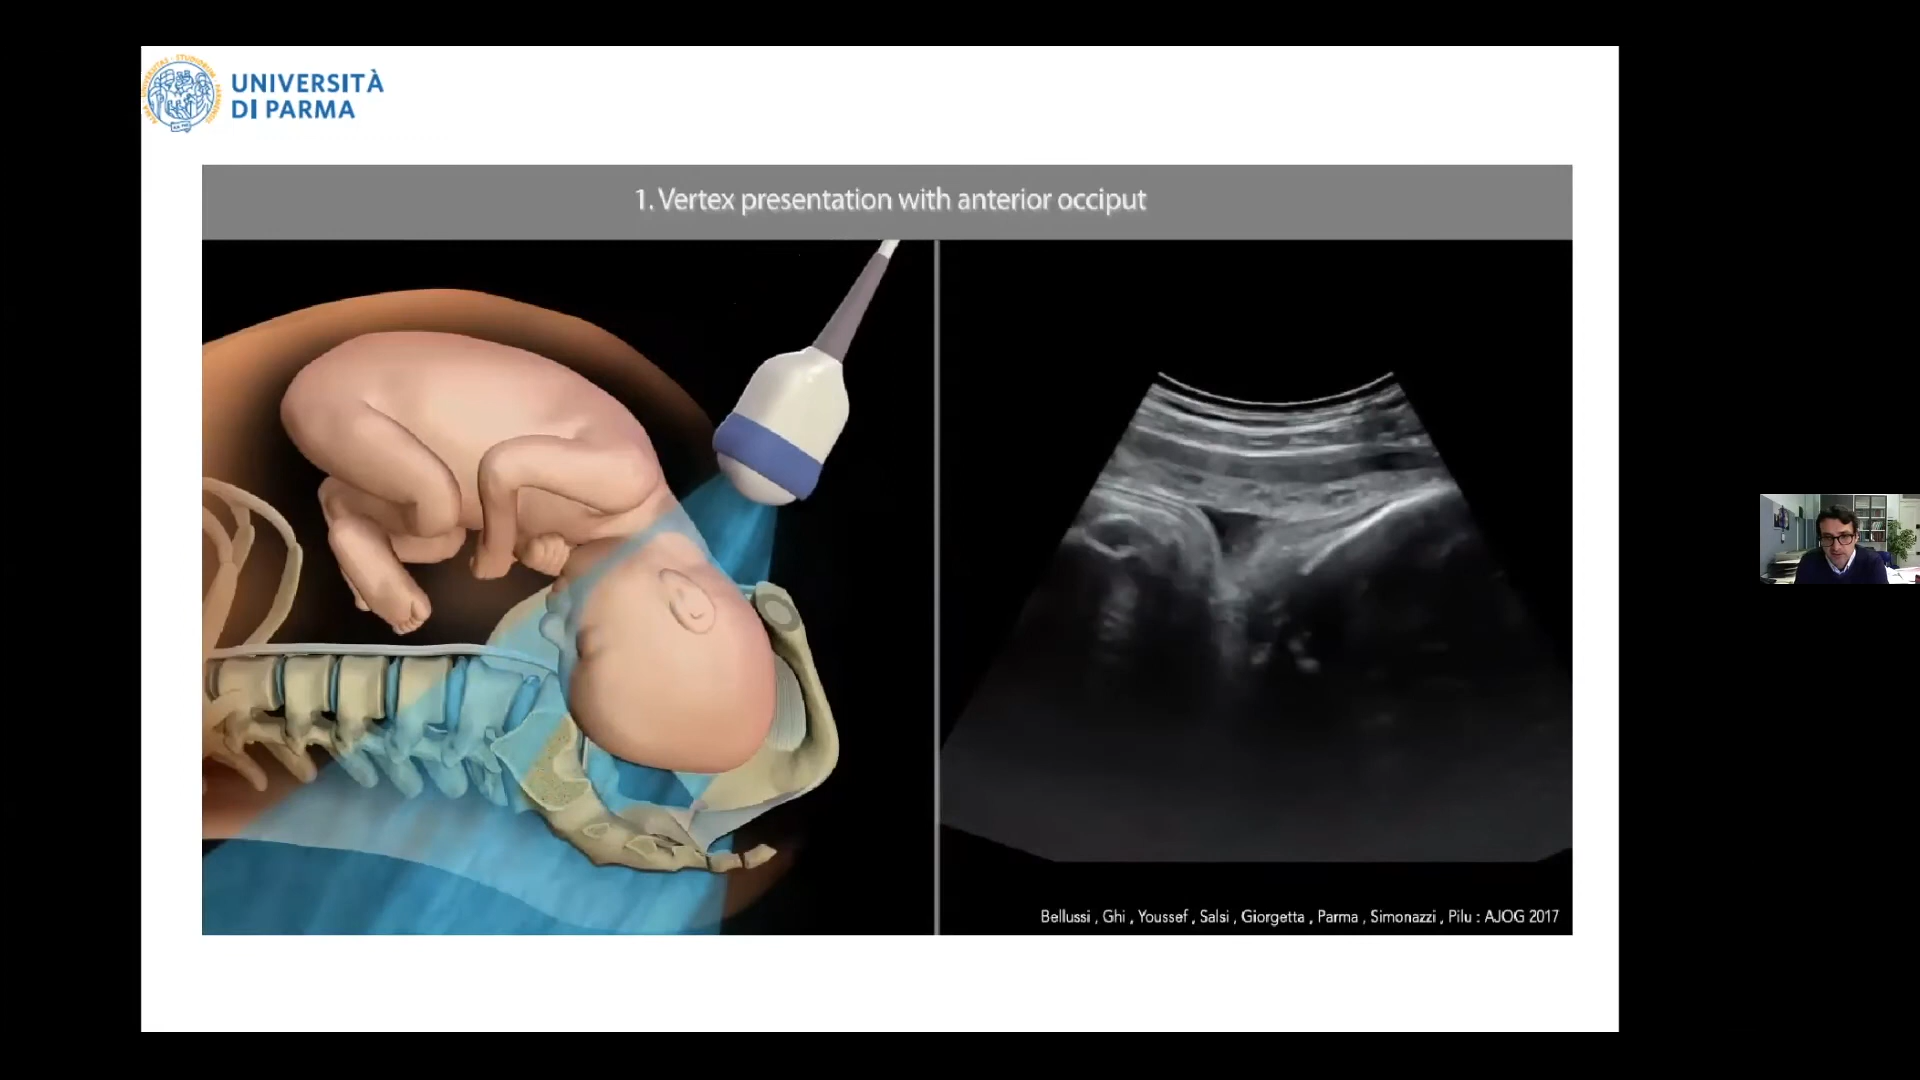 UNIVERSITÀ
DI PARMA
1. Vertex presentation with anterior occiput
Bellussi , Ghi , Youssef , Salsi , Giorgetta , Parma , Simonazzi , Pilu : AJOG 2017